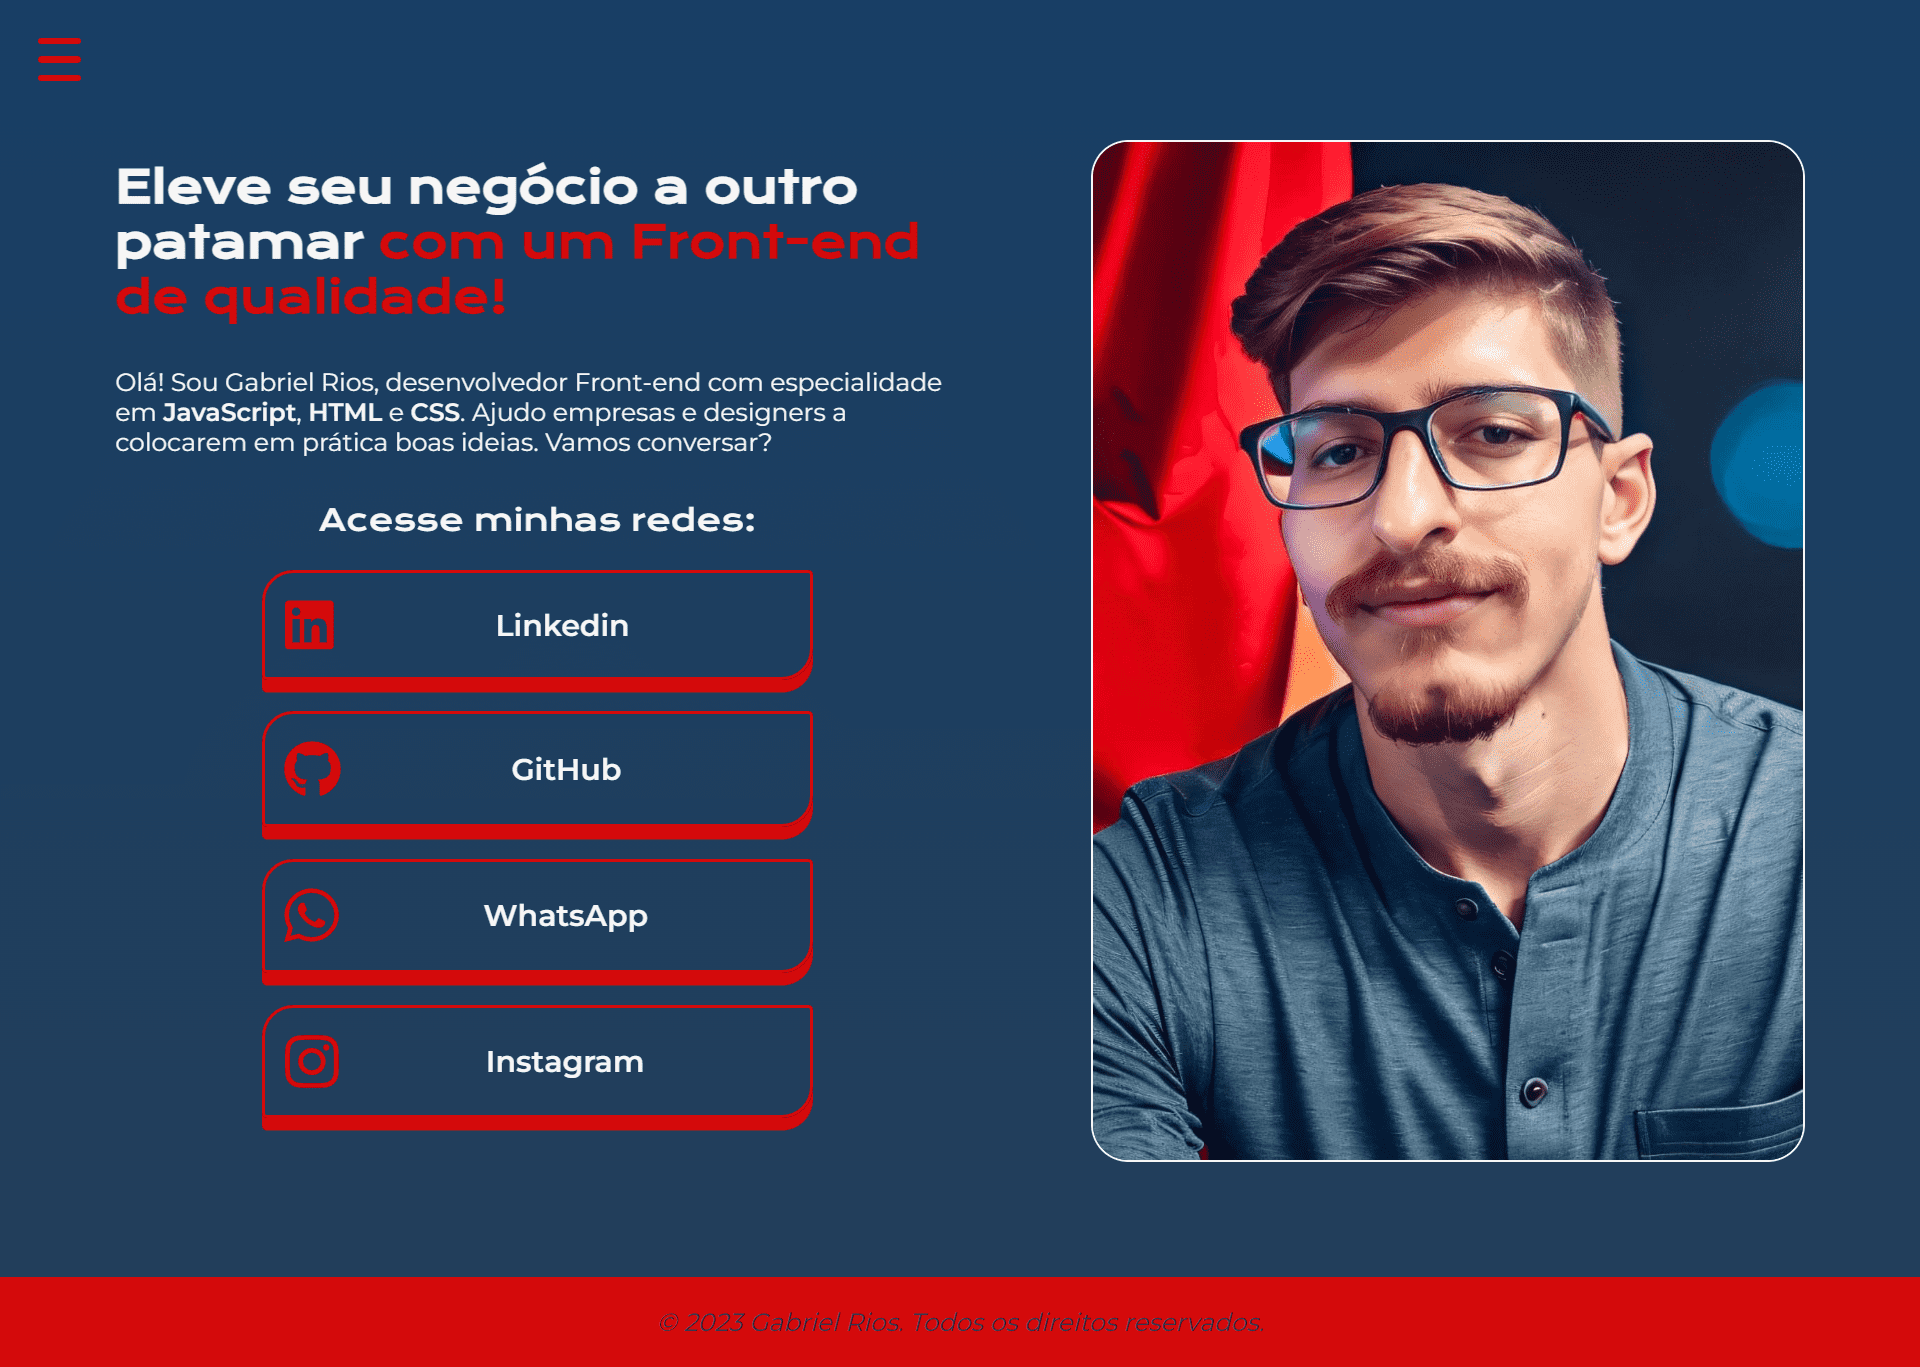 Eleve seu negócio a outro
patamar com um Front-end
de qualidade!
Olá! Sou Gabriel Rios, desenvolvedor Front-end com especialidade
em JavaScript, HTML e CSS. Ajudo empresas e designers a
colocarem em prática boas ideias. Vamos conversar?
Acesse minhas redes:
Linkedin
GitHub
WhatsApp
Instagram
© 2023 Gabriel Rios. Todos os direitos reservados.